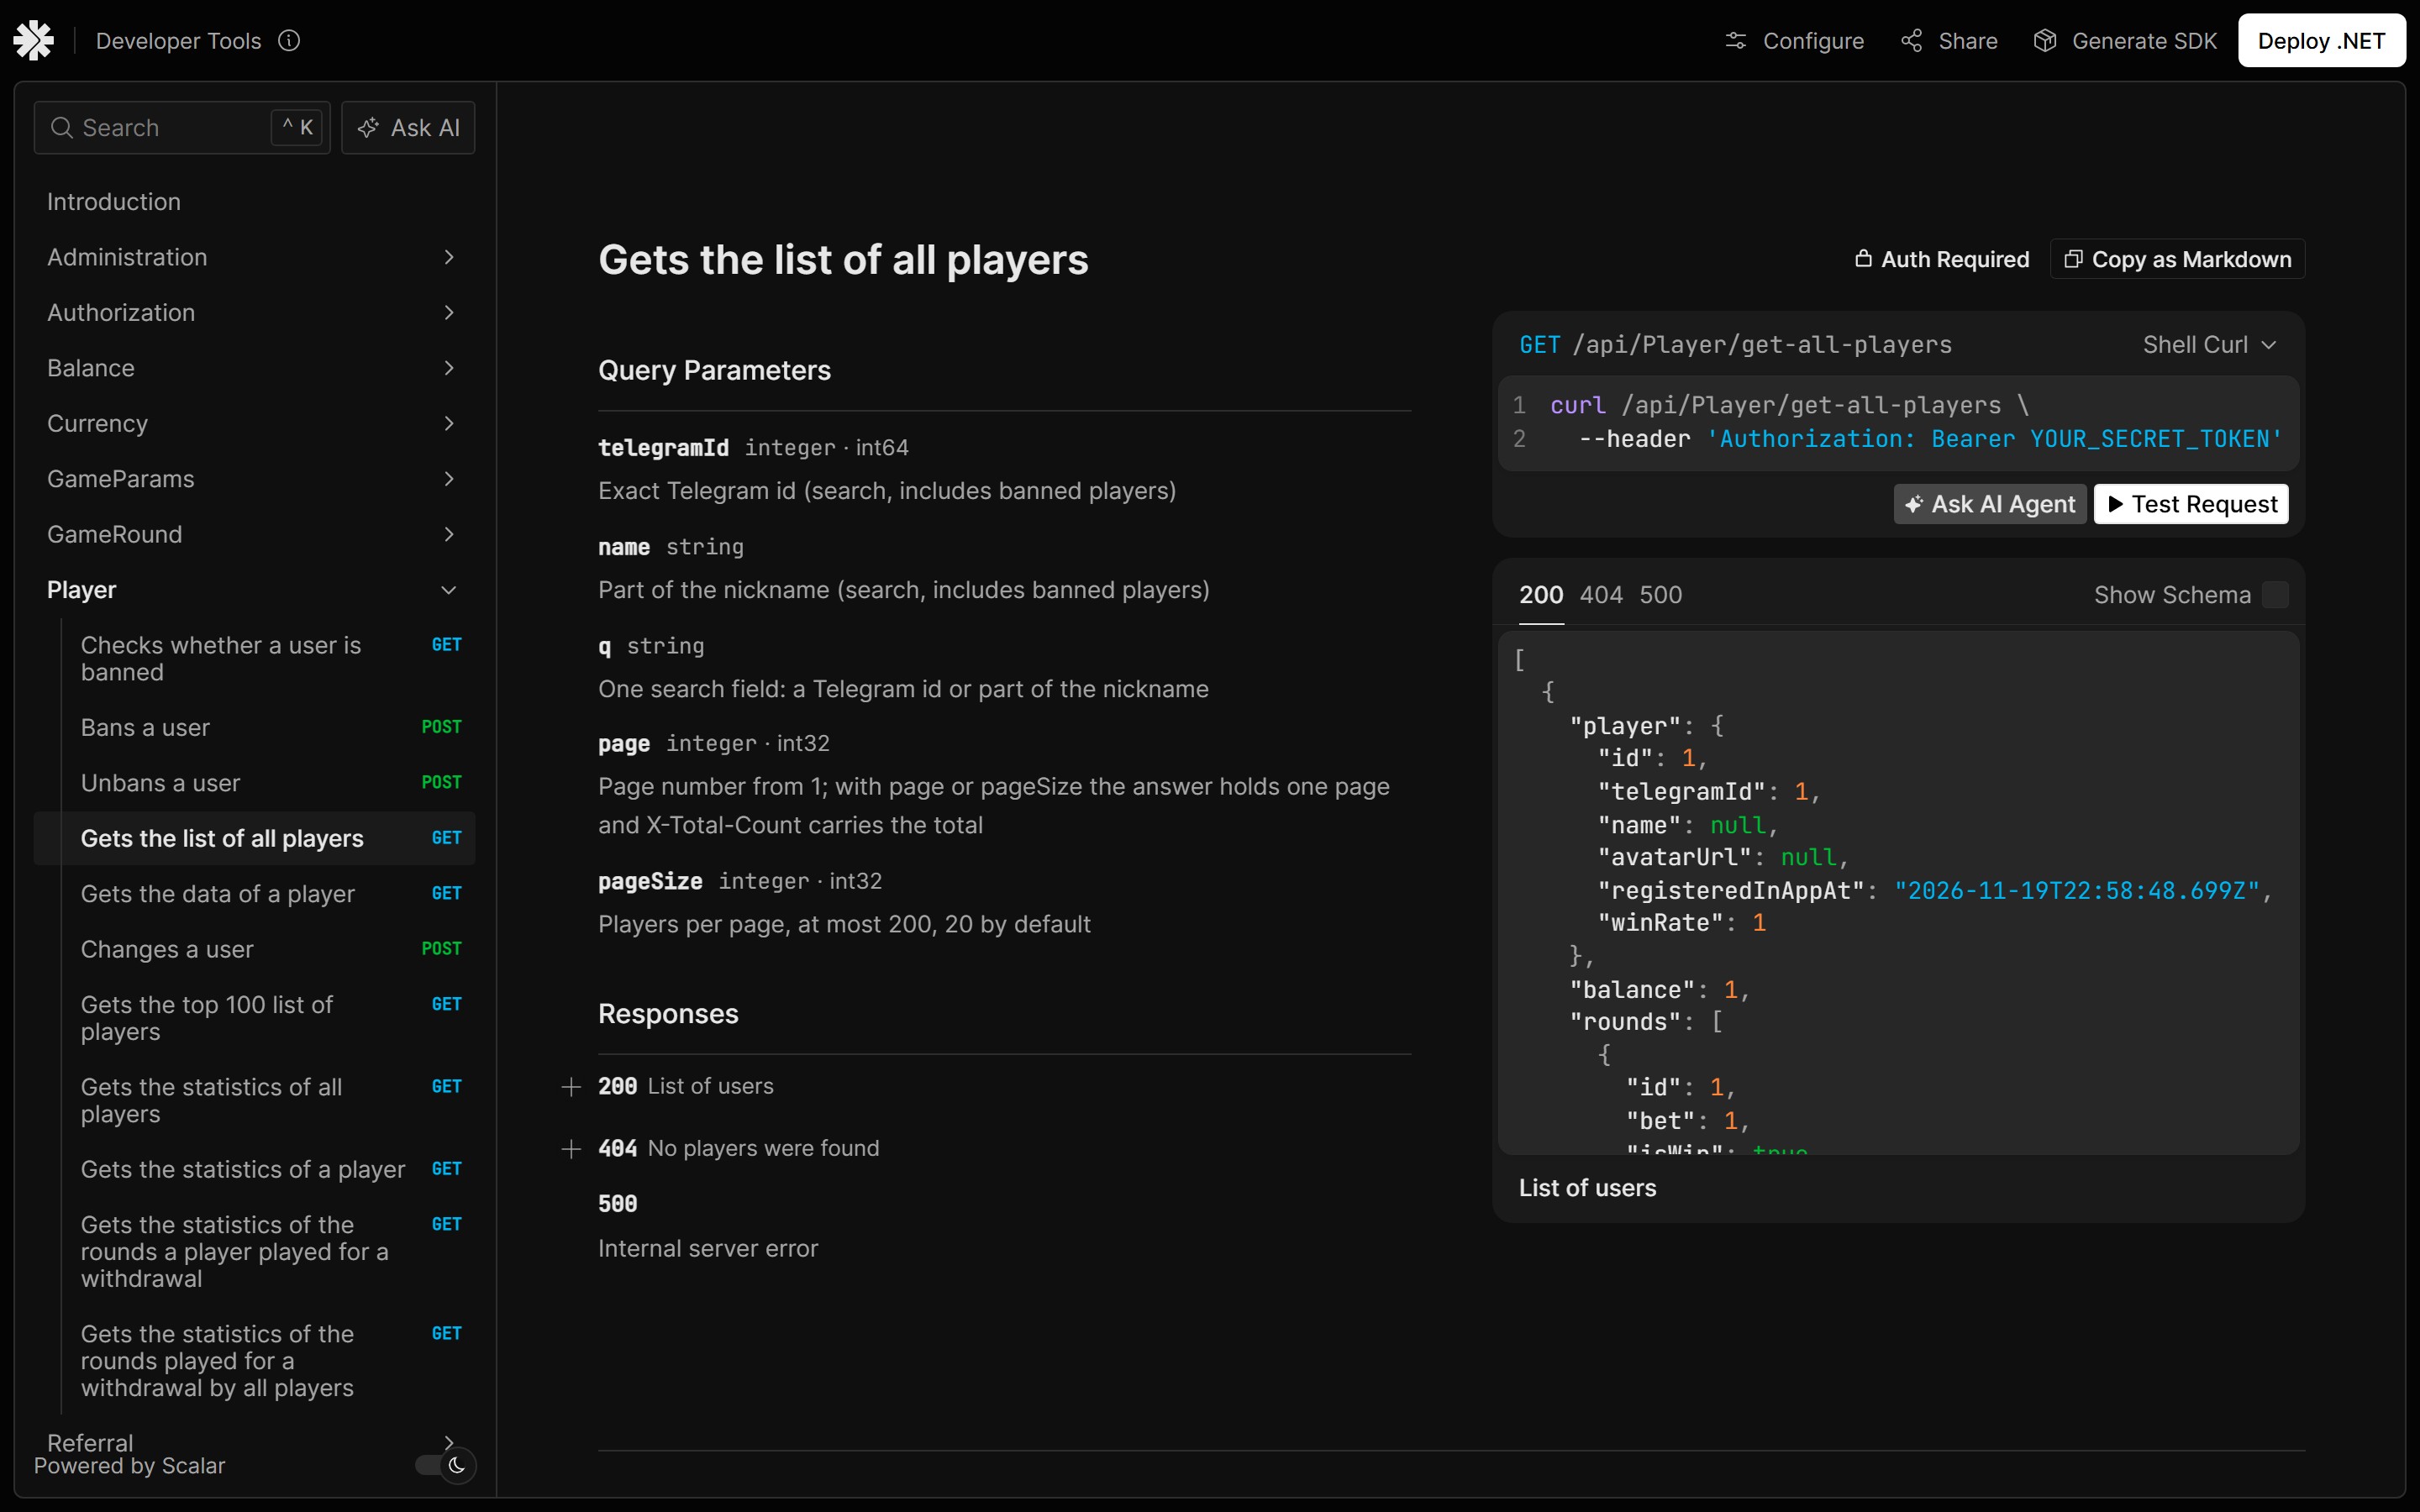 Developer Tools
Configure
Share
Generate SDK
Deploy .NET
Search
^ K
Ask AI
Introduction
Administration
Authorization
Balance
Currency
GameParams
GameRound
Player
Checks whether a user is
banned
GET
Bans a user POST
Unbans a user POST
Gets the list of all players GET
Gets the data of a player GET
Changes a user POST
Gets the top 100 list of
players
GET
Gets the statistics of all
players
GET
Gets the statistics of a player GET
Gets the statistics of the
rounds a player played for a
withdrawal
GET
Gets the statistics of the
rounds played for a
withdrawal by all players
GET
Referral
Powered by Scalar
Gets the list of all players
Query Parameters
telegramId integer · int64
Exact Telegram id (search, includes banned players)
name string
Part of the nickname (search, includes banned players)
q string
One search field: a Telegram id or part of the nickname
page integer · int32
Page number from 1; with page or pageSize the answer holds one page
and X-Total-Count carries the total
pageSize integer · int32
Players per page, at most 200, 20 by default
Responses
200 List of users
404 No players were found
500
Internal server error
Auth Required
Copy as Markdown
GET /api/Player/get-all-players
Shell Curl
1 curl /api/Player/get-all-players \
2 --header 'Authorization: Bearer YOUR_SECRET_TOKEN'
Ask AI Agent
Test Request
200 404 500
Show Schema
[
{
"player": {
"id": 1,
"telegramId": 1,
"name": null,
"avatarUrl": null,
"registeredInAppAt": "2026-11-19T22:58:48.699Z",
"winRate": 1
},
"balance": 1,
"rounds": [
{
"id": 1,
"bet": 1,
"isWin": true
List of users